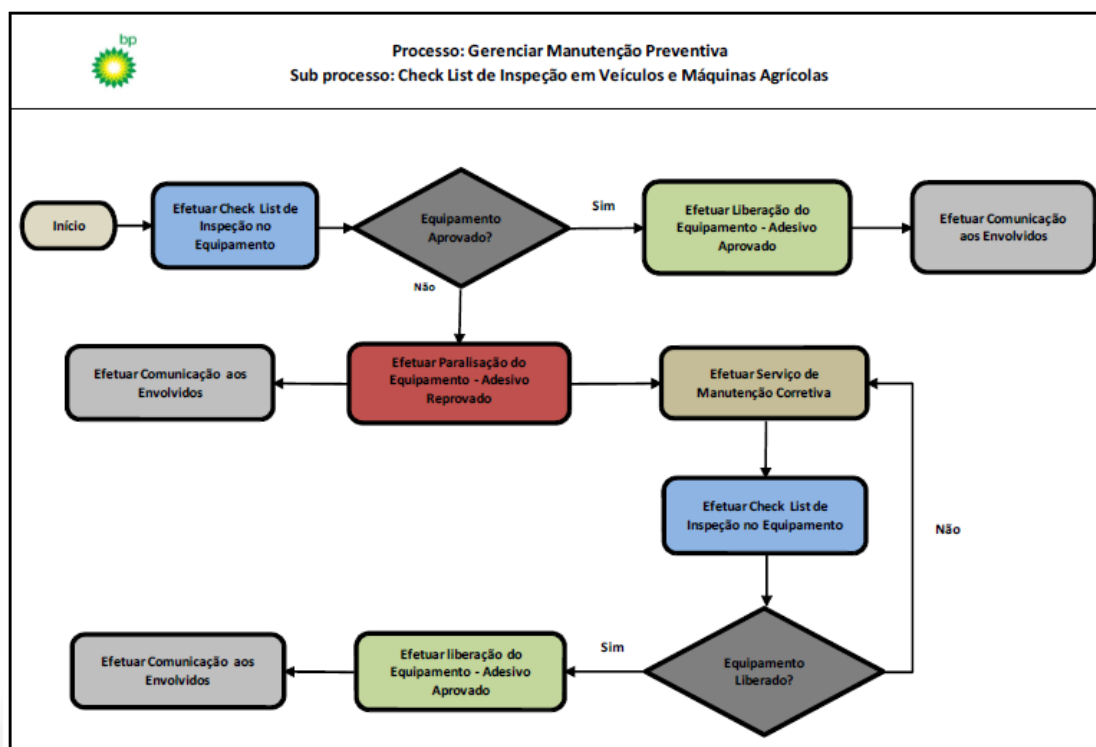 bp
Processo: Gerenciar Manutenção Preventiva
Sub processo: Check List de Inspeção em Veículos e Máquinas Agrícolas
Início
Efetuar Check List de
Inspeção no
Equipamento
Equipamento
Aprovado?
Sim
Efetuar Liberação do
Equipamento - Adesivo
Aprovado
Efetuar Comunicação
aos Envolvidos
Não
Efetuar Comunicação aos
Envolvidos
Efetuar Paralisação do
Equipamento - Adesivo
Reprovado
Efetuar Serviço de
Manutenção Corretiva
Efetuar Check List de
Inspeção no Equipamento
Não
Efetuar Comunicação aos
Envolvidos
Efetuar liberação do
Equipamento - Adesivo
Aprovado
Sim
Equipamento
Liberado?